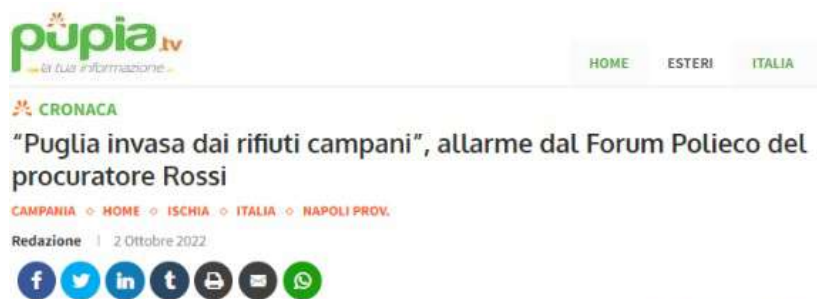 pupia.tv
la tua informazione
HOME ESTERI ITALIA
CRONACA
“Puglia invasa dai rifiuti campani”, allarme dal Forum Polieco del
procuratore Rossi
CAMPANIA ◇ HOME ◇ ISCHIA ◇ ITALIA ◇ NAPOLI PROV.
Redazione | 2 Ottobre 2022